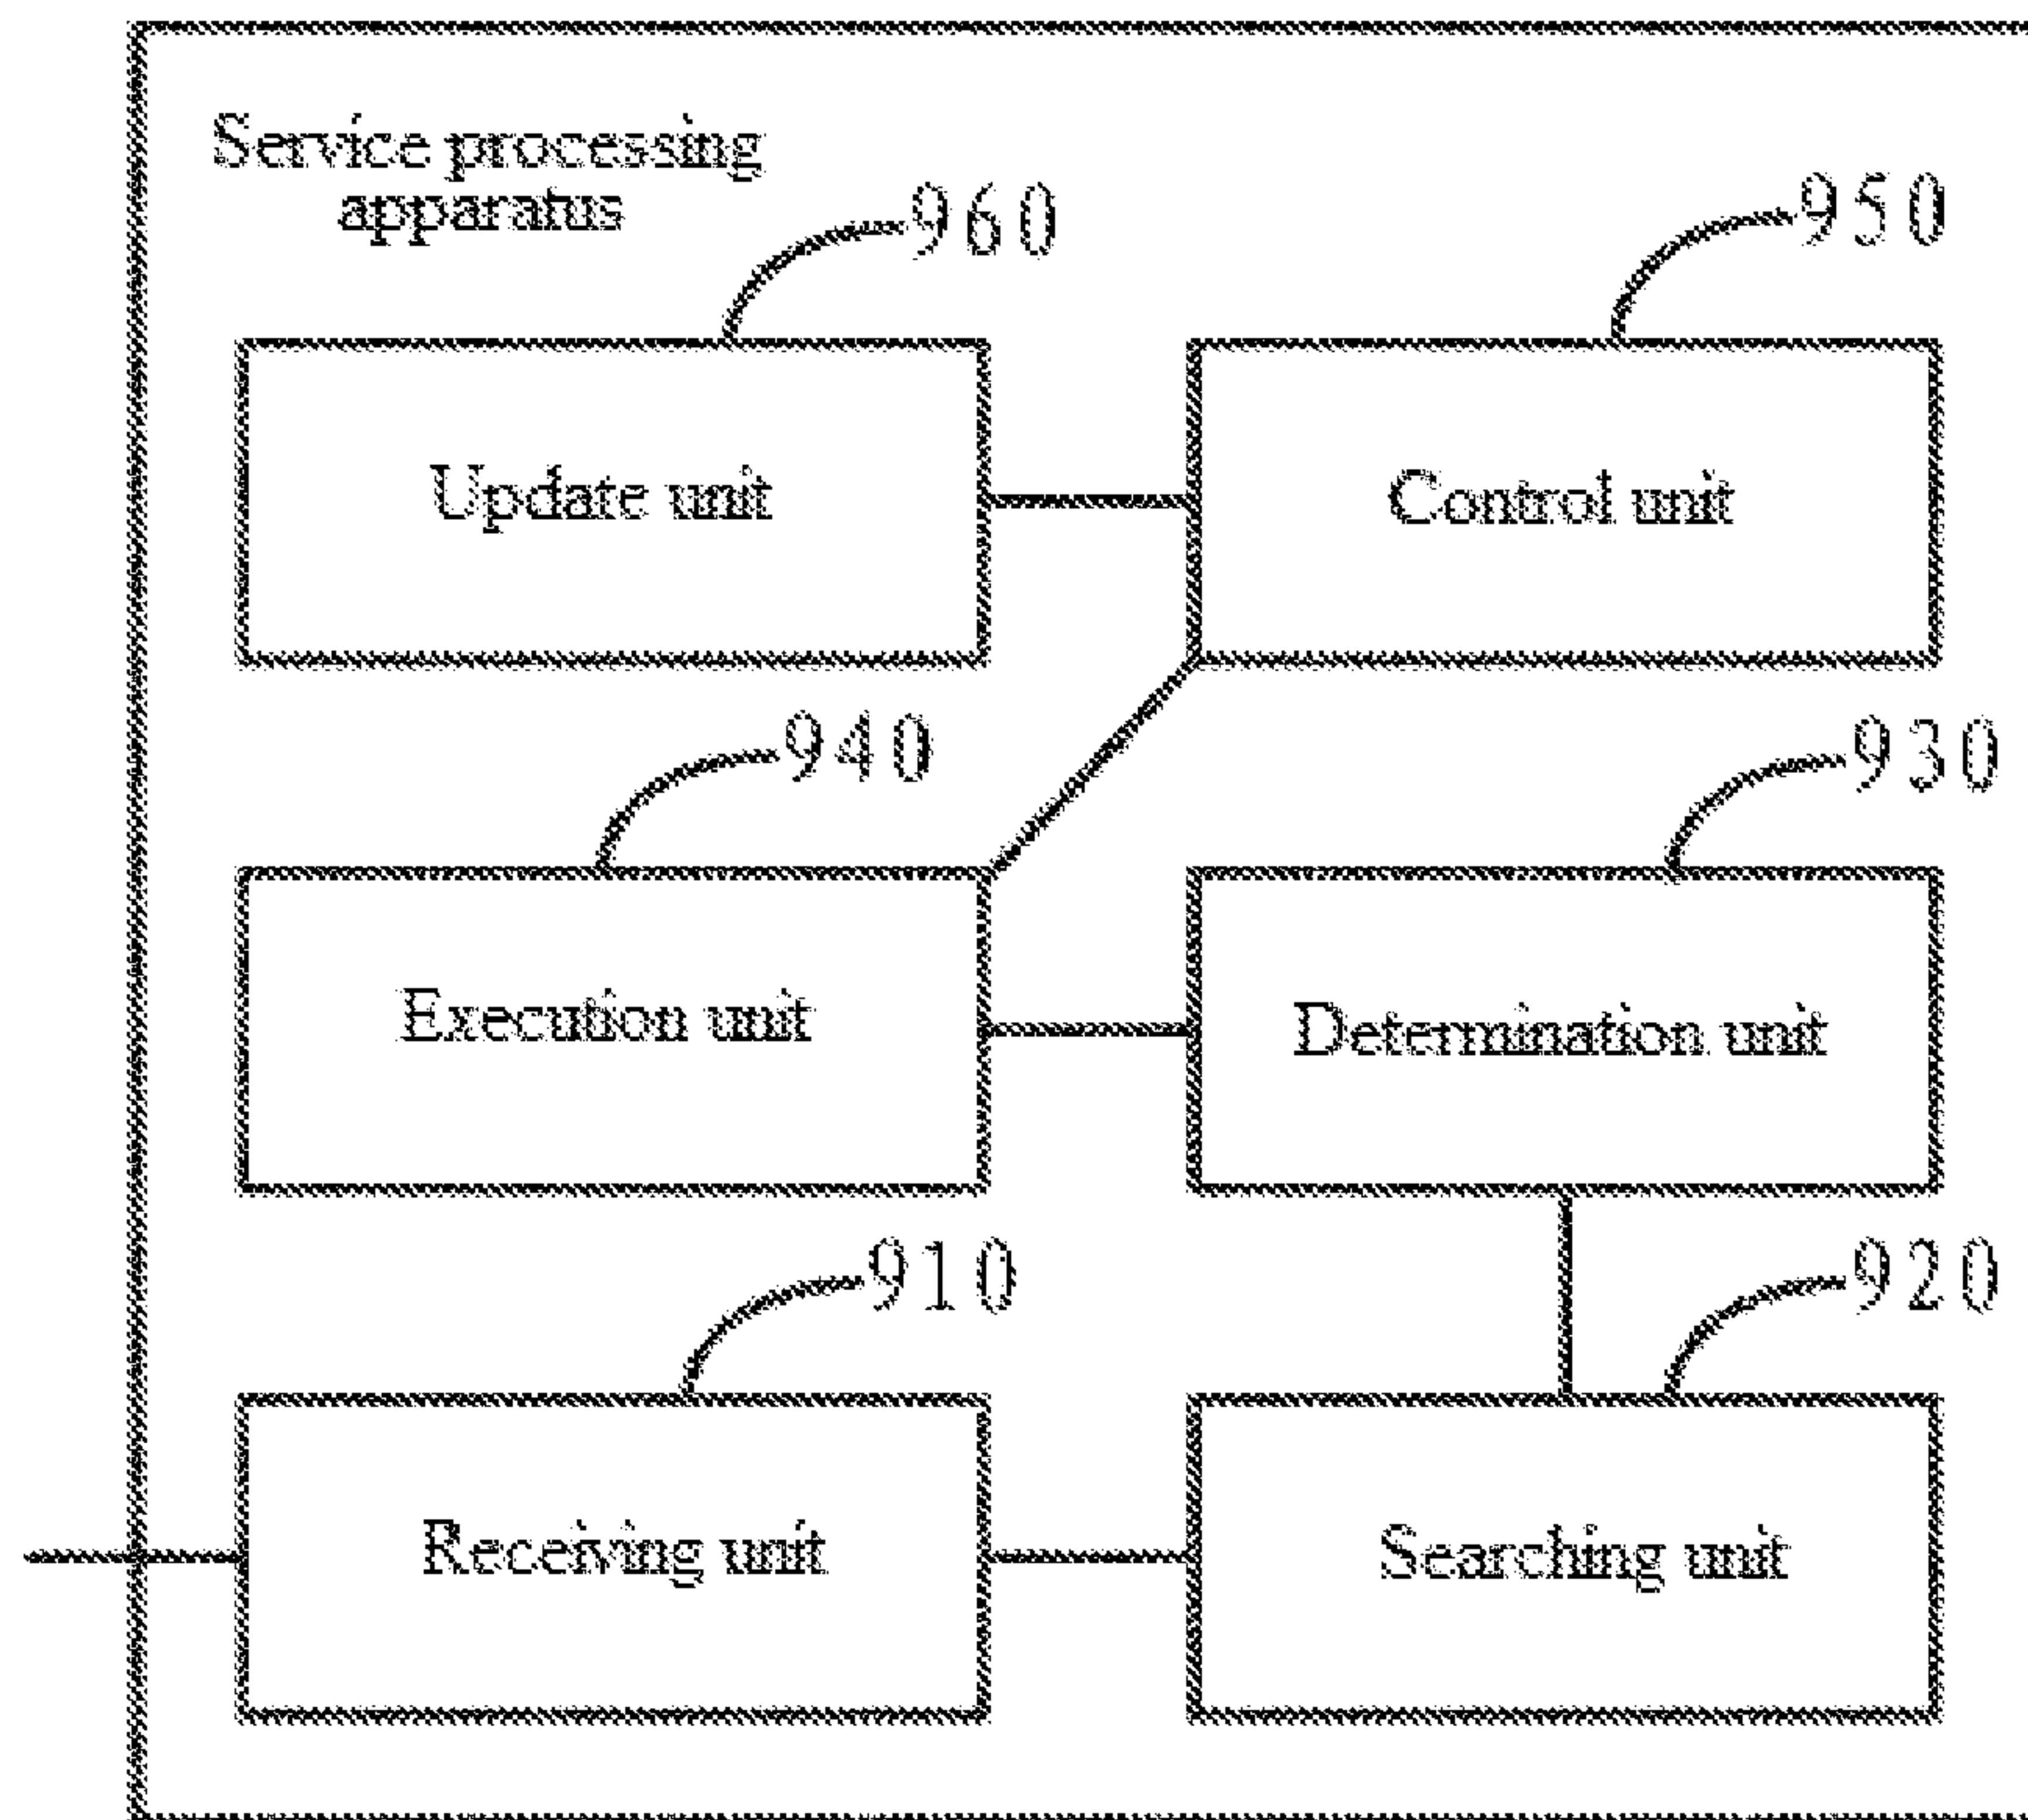 Service processing
apparatus
960
950
Update unit
Control unit
940
930
Execution unit
Determination unit
910
920
Receiving unit
Searching unit